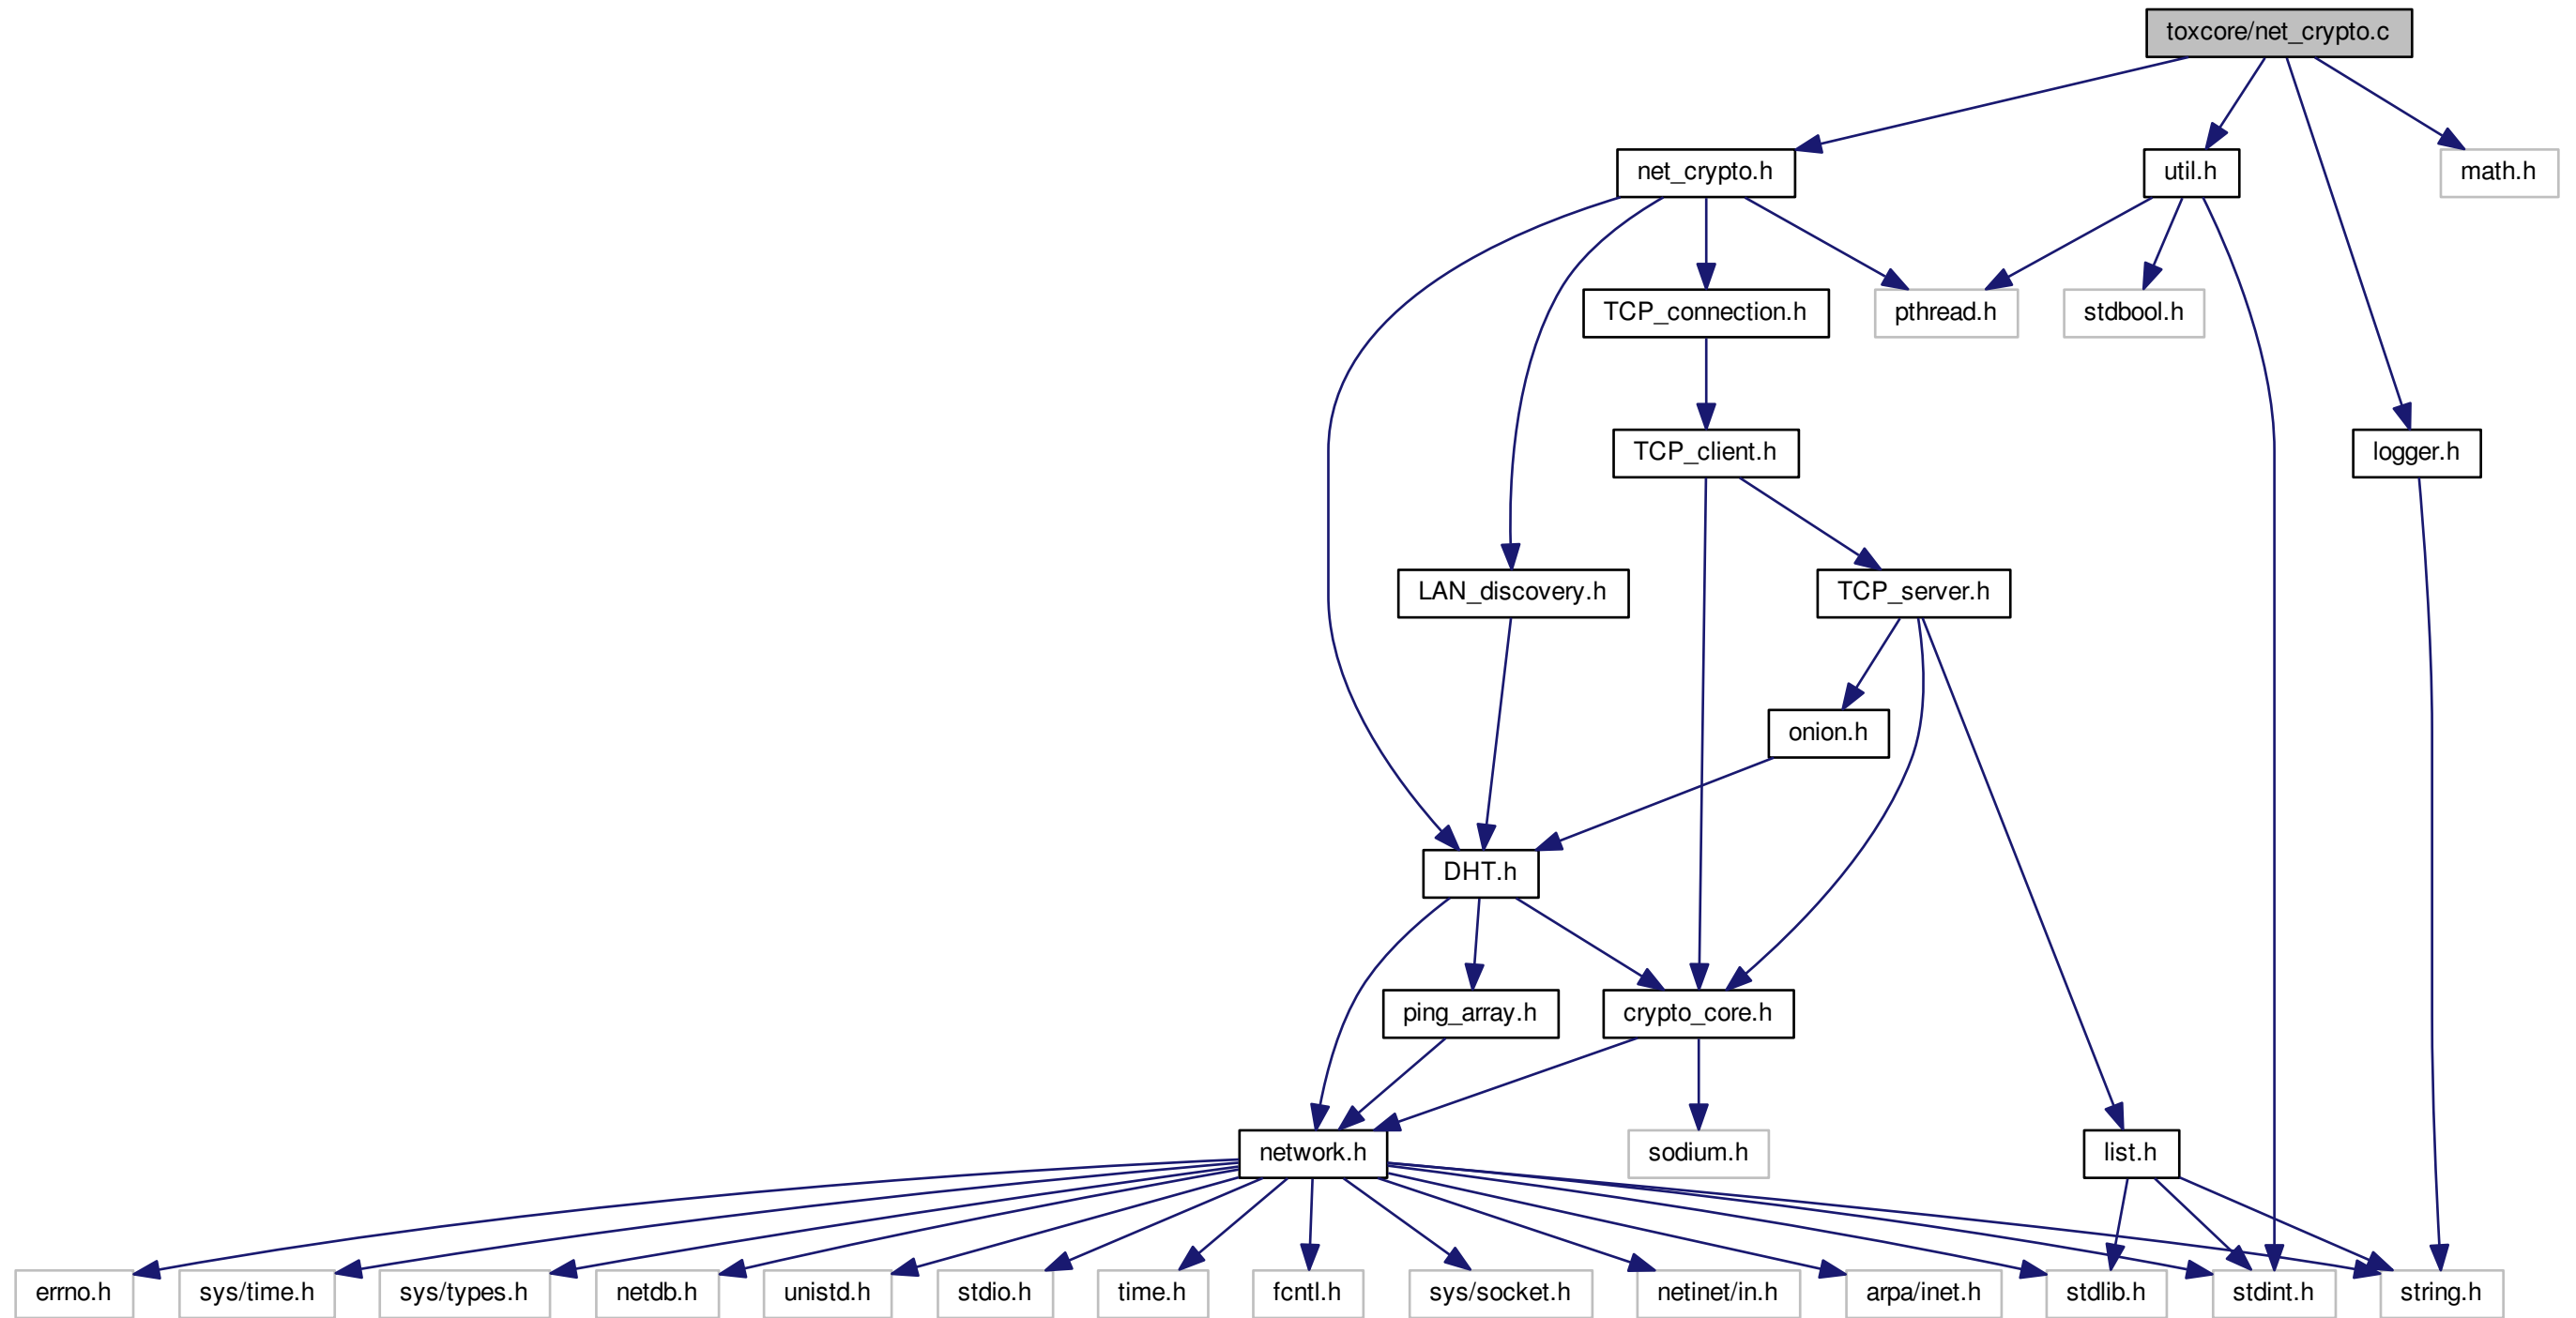 toxcore/net_crypto.c
net_crypto.h
util.h
math.h
TCP_connection.h
pthread.h
stdbool.h
TCP_client.h
logger.h
LAN_discovery.h
TCP_server.h
onion.h
DHT.h
ping_array.h
crypto_core.h
network.h
sodium.h
list.h
errno.h
sys/time.h
sys/types.h
netdb.h
unistd.h
stdio.h
time.h
fcntl.h
sys/socket.h
netinet/in.h
arpa/inet.h
stdlib.h
stdint.h
string.h